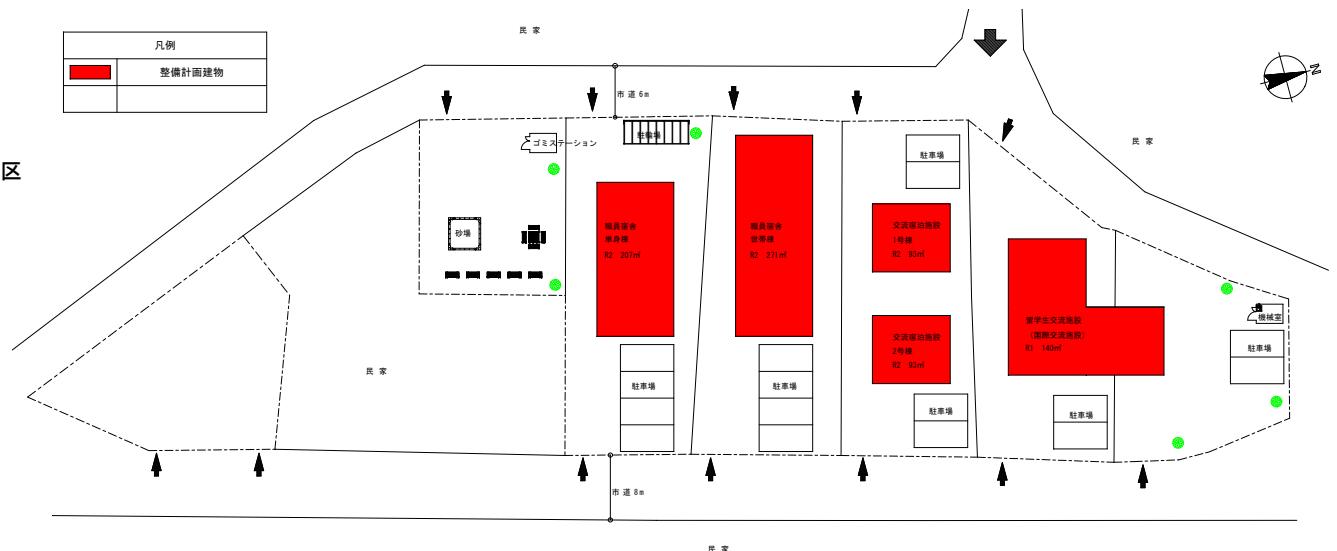 民 家
凡例
整備計画建物
N
市 道 6m
民 家
区
駐輪場
ゴミステーション
駐車場
砂場
職員宿舎
単身棟
R2 207㎡
職員宿舎
世帯棟
R2 271㎡
交流宿泊施設
1号棟
R2 93㎡
交流宿泊施設
2号棟
R2 93㎡
留学生交流施設
(国際交流施設)
R1 140㎡
機械室
駐車場
民 家
駐車場
駐車場
駐車場
駐車場
市 道 8m
民 家